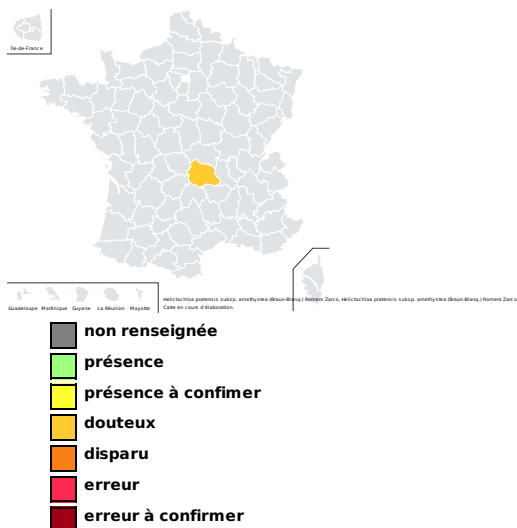 Île-de-France
Guadeloupe Martinique Guyane La Réunion Mayotte
Helictochloa pratensis subsp. amethystea (Braun-Blanq.) Romero Zarco, Helictochloa pratensis subsp. amethystea (Braun-Blanq.) Romero Zarco
Carte en cours d'élaboration.
non renseignée
présence
présence à confimer
douteux
disparu
erreur
erreur à confirmer